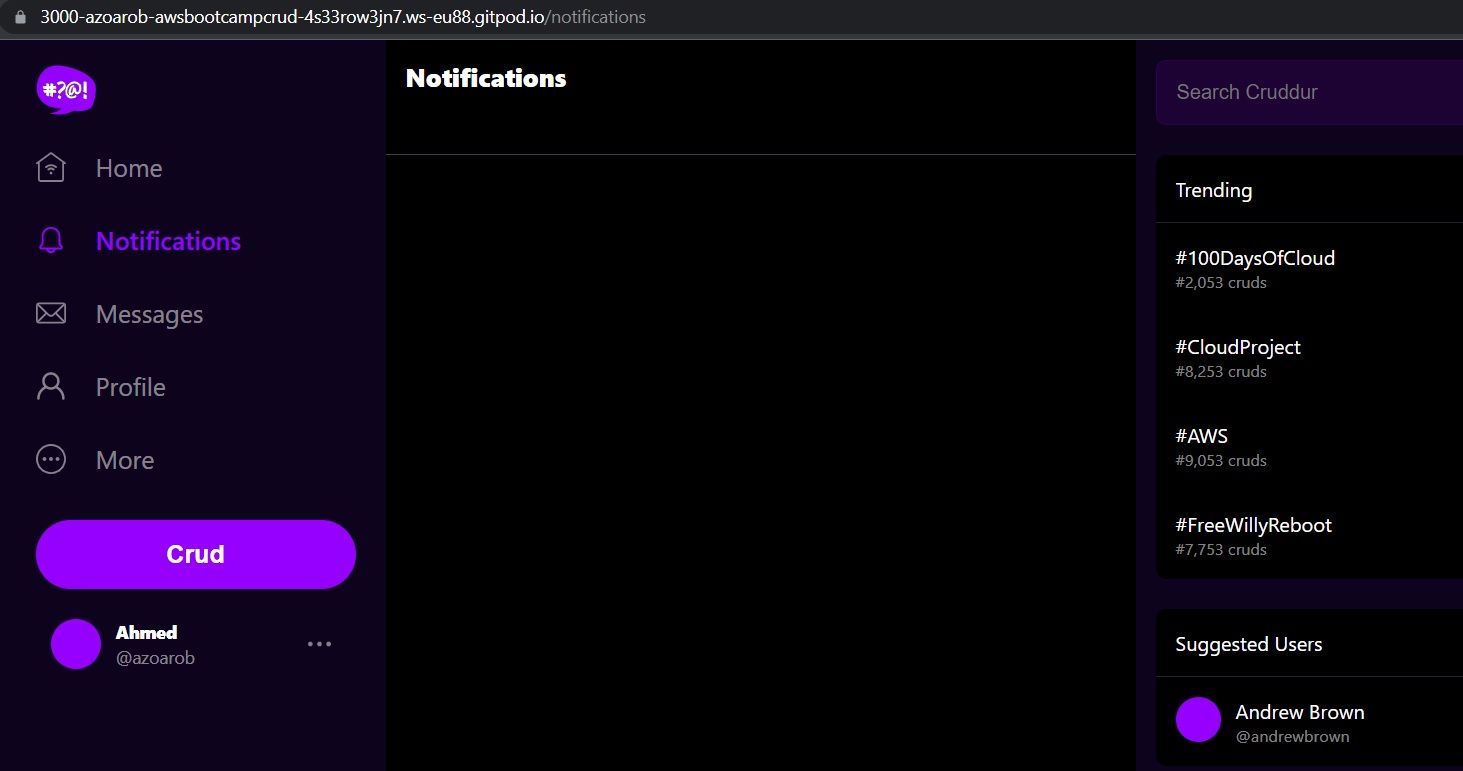 3000-azoarob-awsbootcampcrud-4s33row3jn7.ws-eu88.gitpod.io/notifications
#?@!
Home
Notifications
Messages
Profile
More
Crud
Ahmed
@azoarob
Notifications
Search Cruddur
Trending
#100DaysOfCloud
#2,053 cruds
#CloudProject
#8,253 cruds
#AWS
#9,053 cruds
#FreeWillyReboot
#7,753 cruds
Suggested Users
Andrew Brown
@andrewbrown